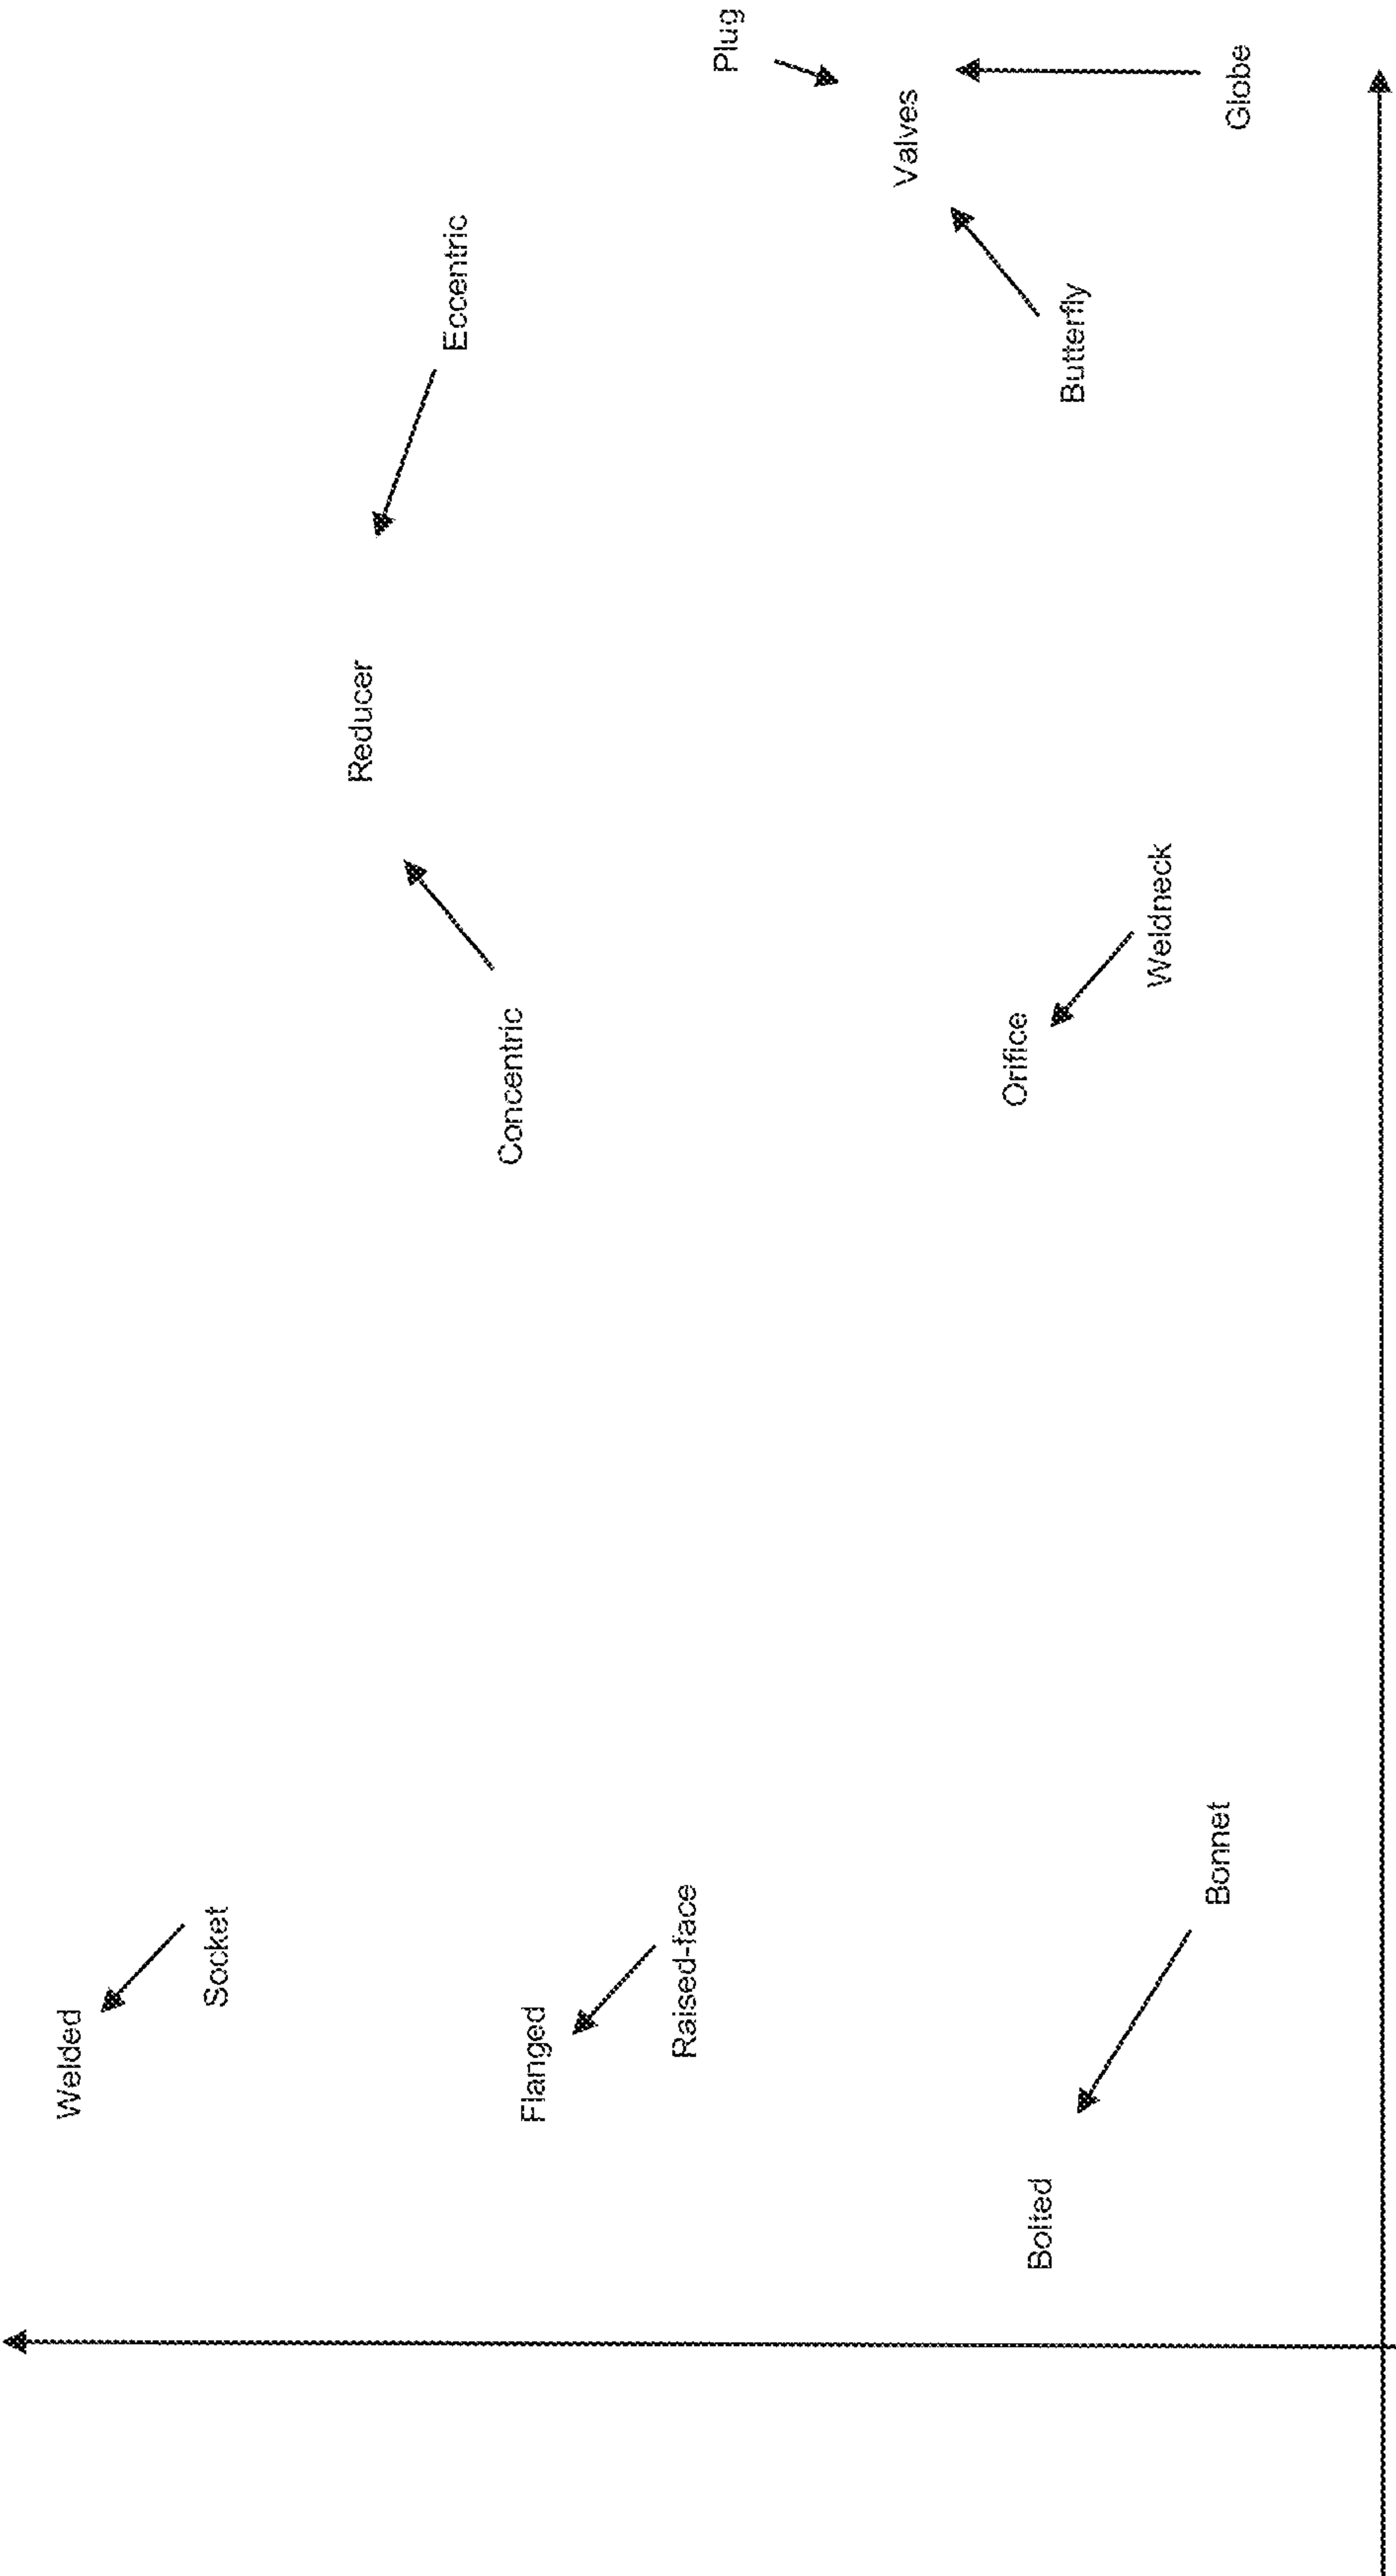 Welded
Socket
Reducer
Eccentric
Concentric
Flanged
Raised-face
Plug
Valves
Orifice
Bolted
Butterfly
Weldneck
Bonnet
Globe